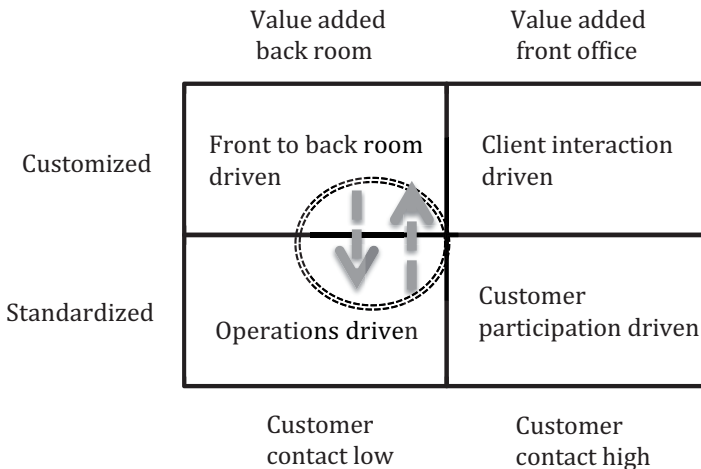 Value added
back room
Value added
front office
Customized
Front to back room
driven
Client interaction
driven
Standardized
Operations driven
Customer
participation driven
Customer
contact low
Customer
contact high